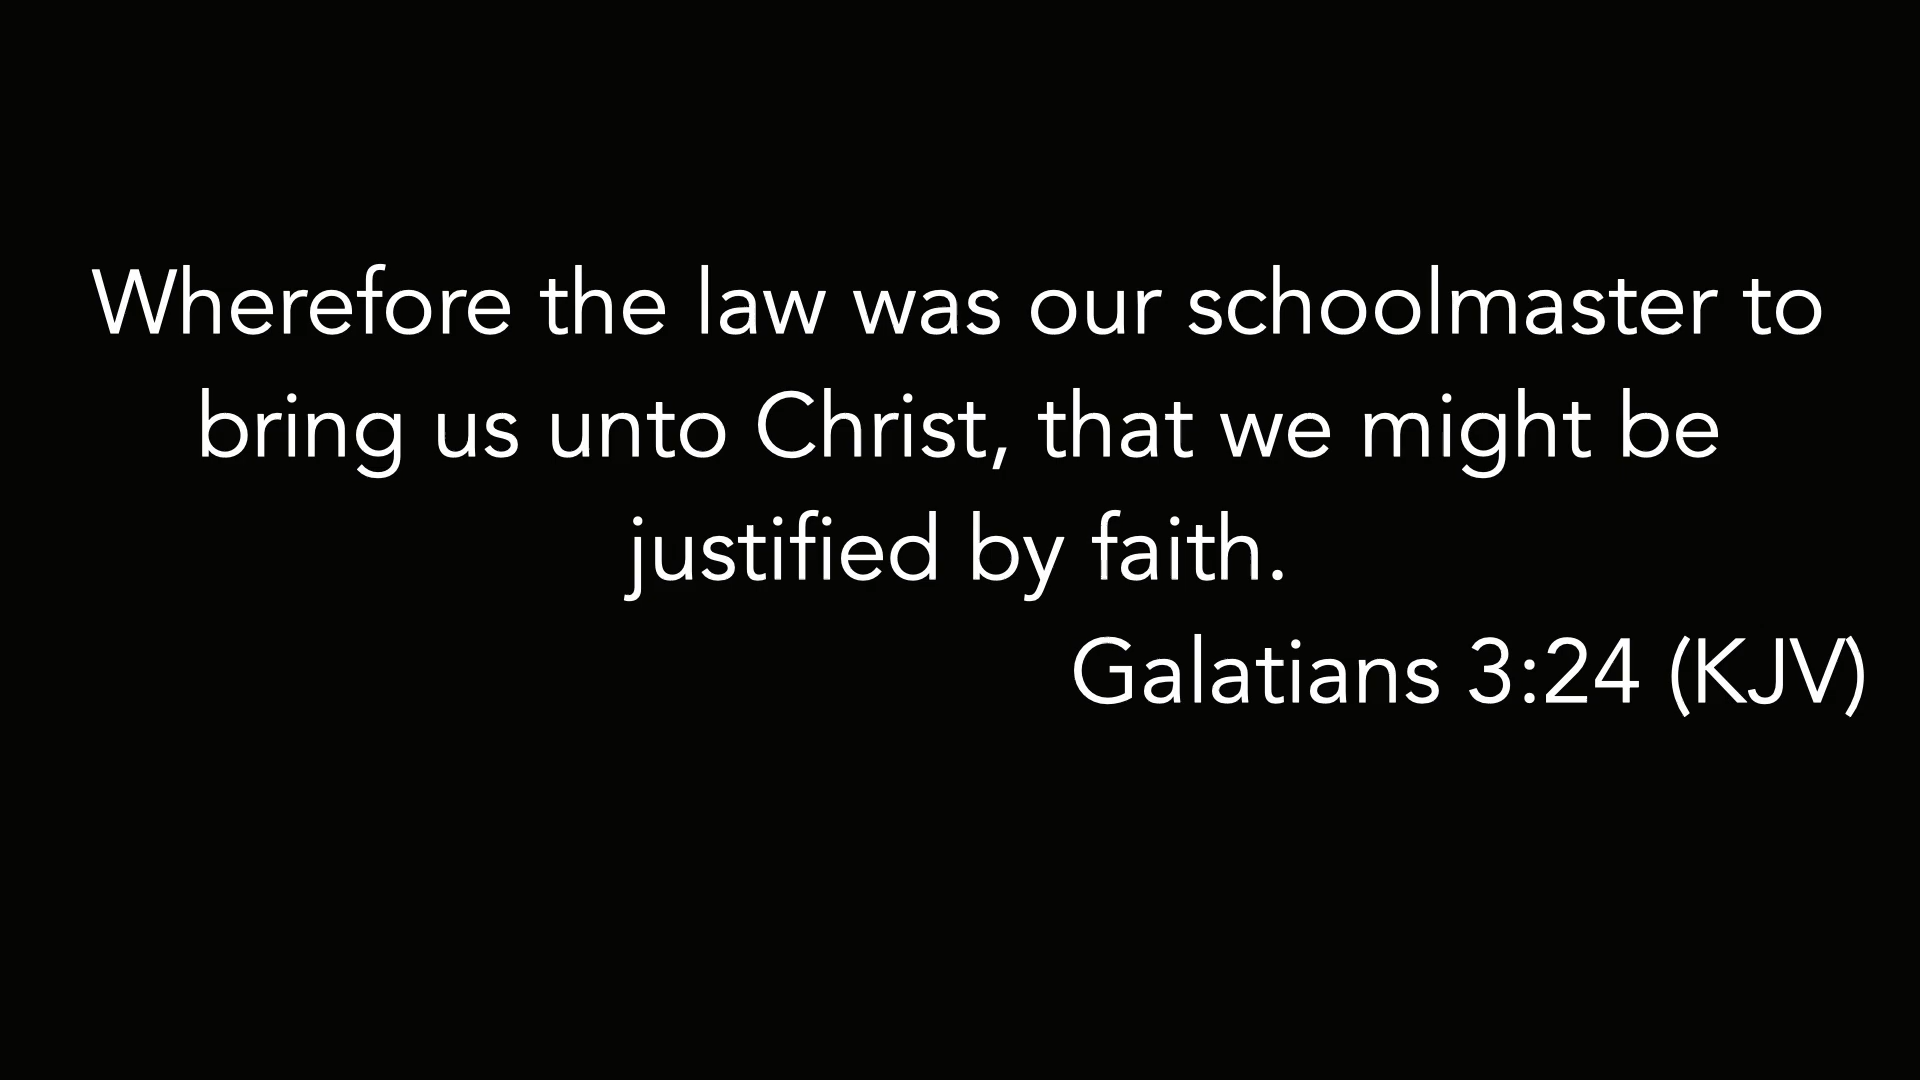 Wherefore the law was our schoolmaster to
bring us unto Christ, that we might be
justified by faith.
Galatians 3:24 (KJV)